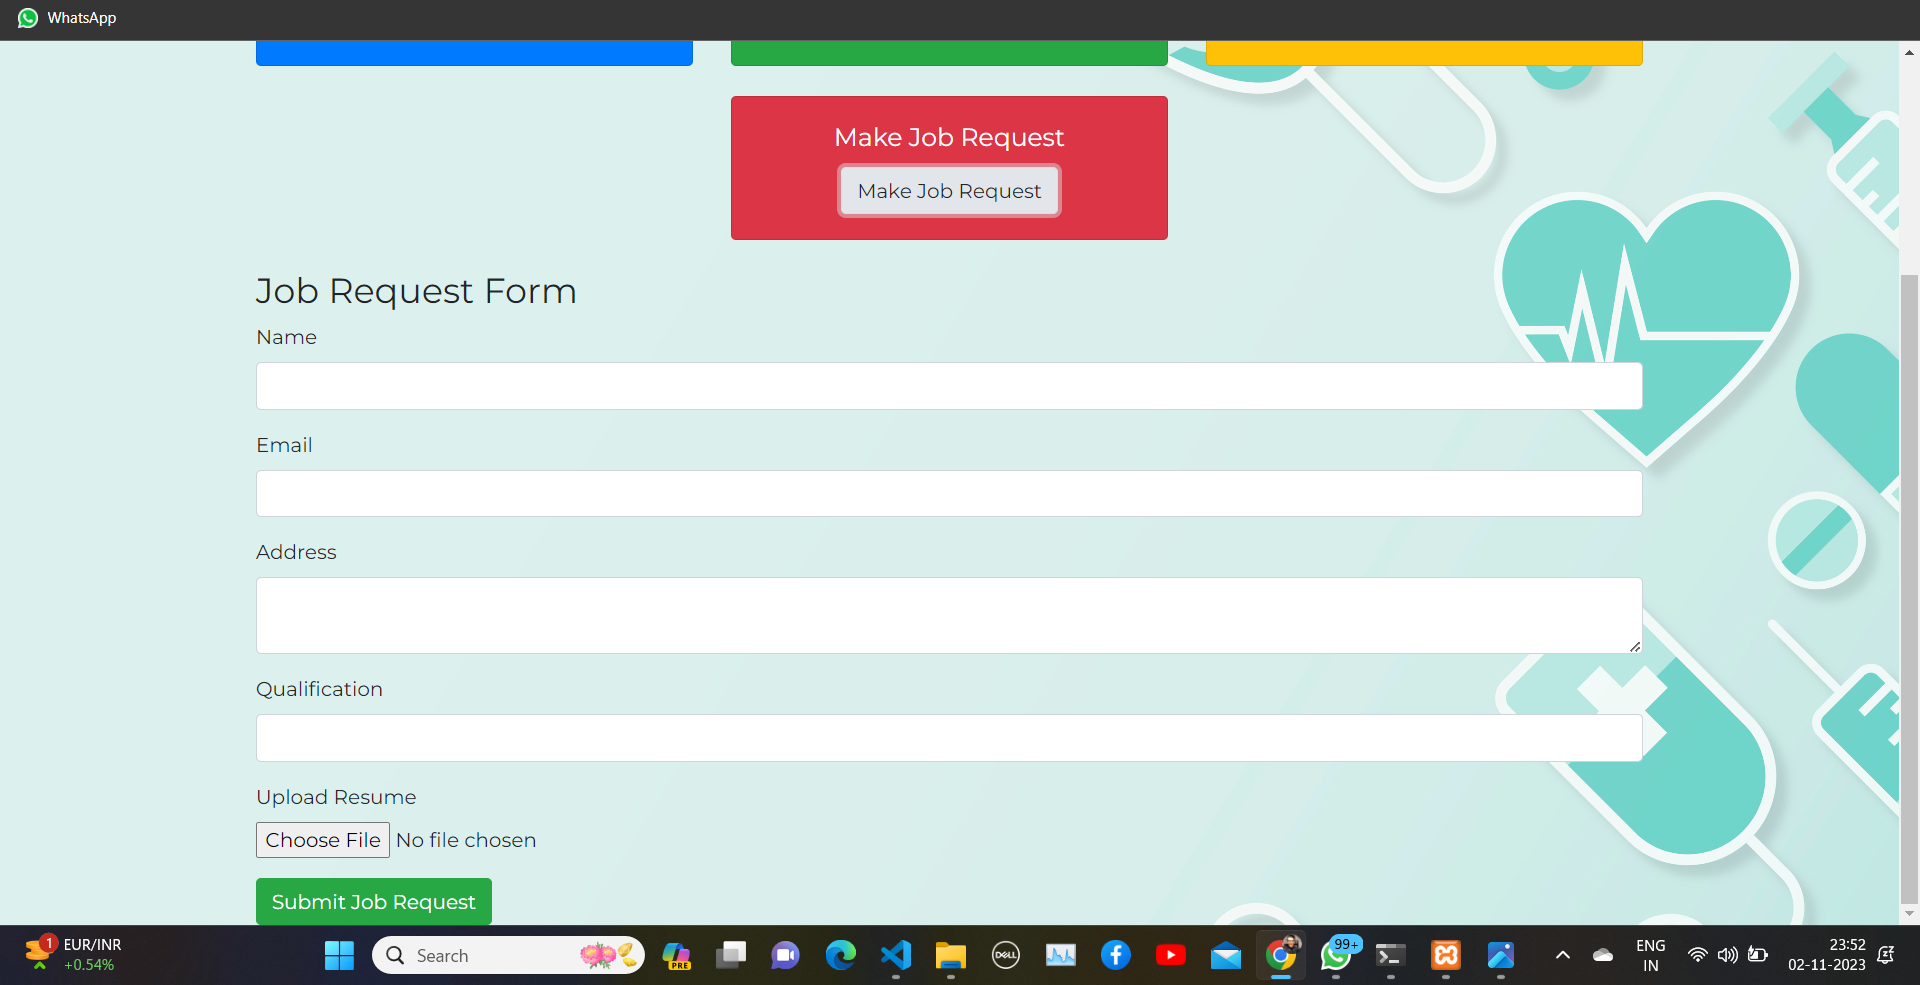 WhatsApp
Make Job Request
Make Job Request
Job Request Form
Name
Email
Address
Qualification
Upload Resume
Choose File No file chosen
Submit Job Request
1
EUR/INR
+0.54%
Search
PRE
DELL
99+
ENG
IN
23:52
02-11-2023